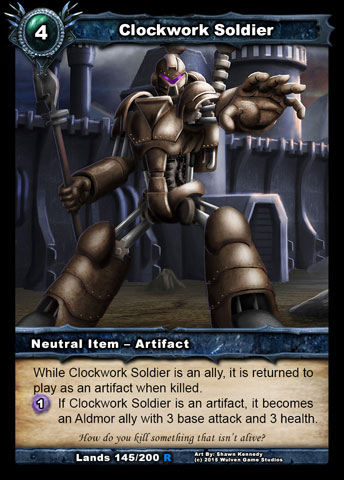 4
Clockwork Soldier
Neutral Item – Artifact
While Clockwork Soldier is an ally, it is returned to
play as an artifact when killed.
1 If Clockwork Soldier is an artifact, it becomes
an Aldmor ally with 3 base attack and 3 health.
How do you kill something that isn't alive?
Lands 145/200 R
Art By: Shawn Kennedy
(c) 2015 Wulven Game Studios